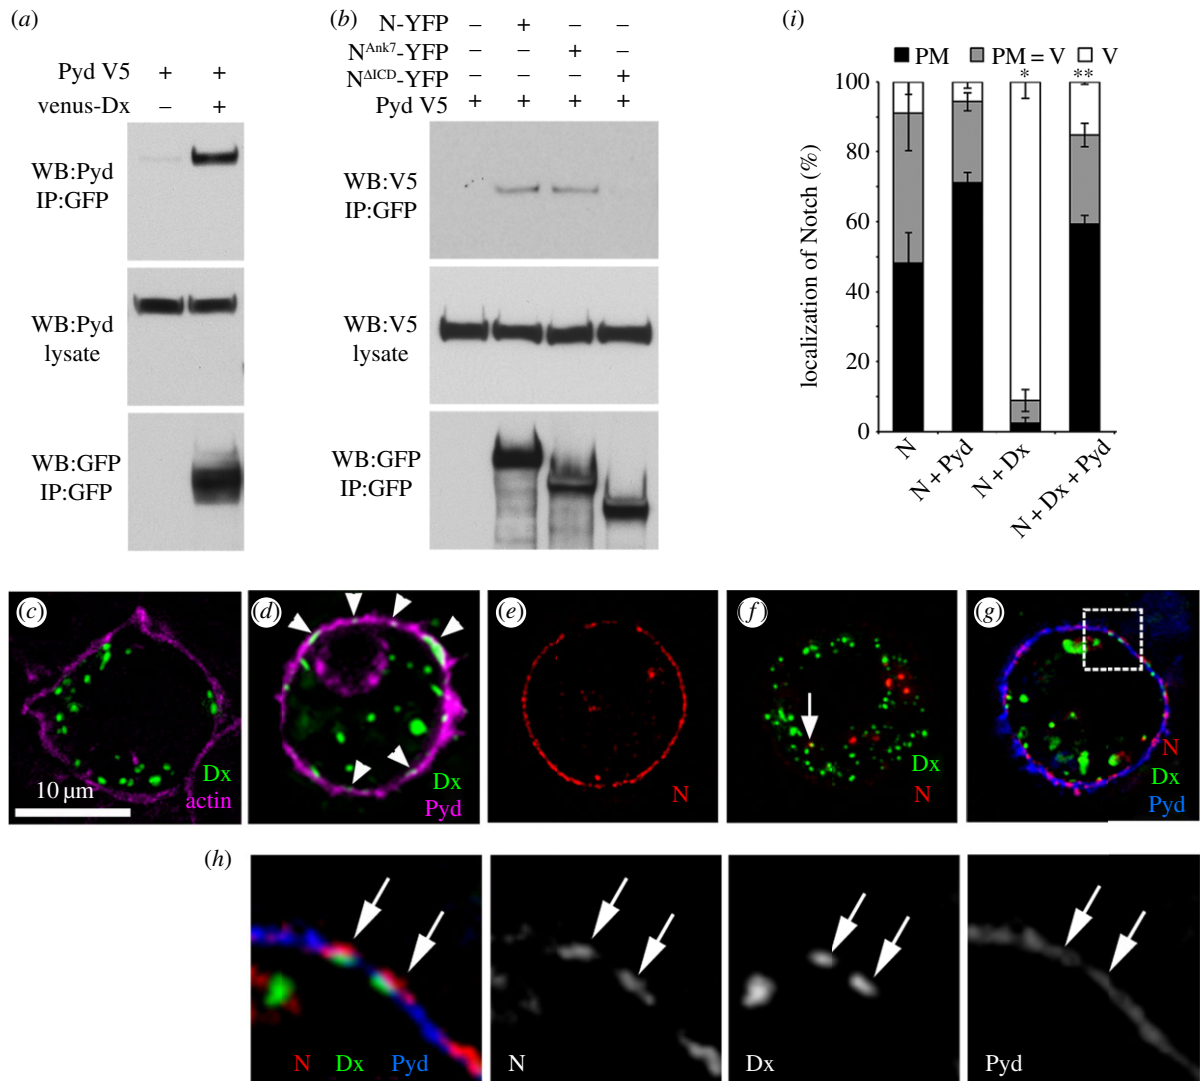 (a)
Pyd V5 + +
venus-Dx – +
WB:Pyd
IP:GFP
WB:Pyd
lysate
WB:GFP
IP:GFP
(b)
N-YFP – + – –
N^Ank7-YFP – – + –
N^ΔICD-YFP – – – +
Pyd V5 + + + +
WB:V5
IP:GFP
WB:V5
lysate
WB:GFP
IP:GFP
(i)
PM PM = V V
* **
localization of Notch (%)
100
80
60
40
20
0
N
N + Pyd
N + Dx
N + Dx + Pyd
(c)
Dx
actin
10 μm
(d)
Dx
Pyd
(e)
N
(f)
Dx
N
(g)
N
Dx
Pyd
(h)
N Dx Pyd
N
Dx
Pyd